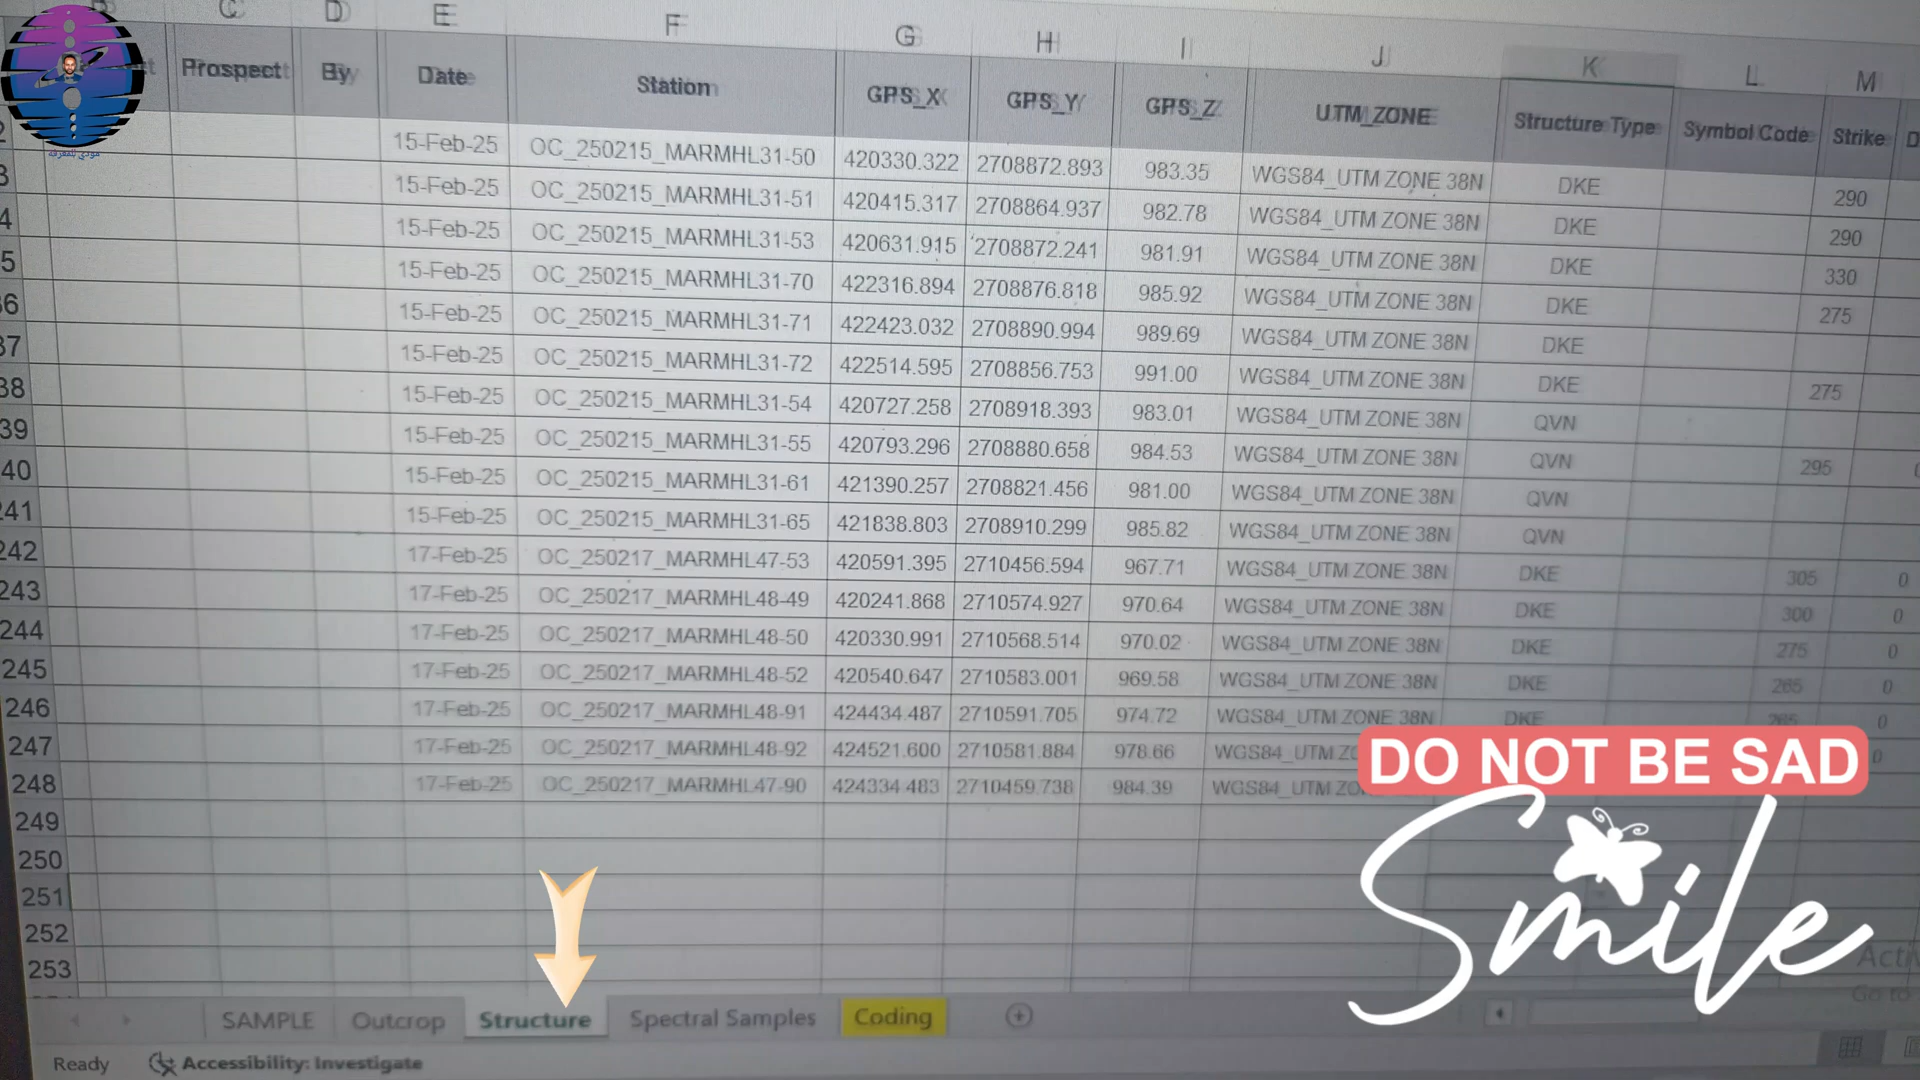 C D E F G H I J K L M
Prospect By Date Station GPS_X GPS_Y GPS_Z UTM_ZONE Structure Type Symbol Code Strike
15-Feb-25 OC_250215_MARMHL31-50 420330.322 2708872.893 983.35 WGS84_UTM ZONE 38N DKE 290
15-Feb-25 OC_250215_MARMHL31-51 420415.317 2708864.937 982.78 WGS84_UTM ZONE 38N DKE 290
15-Feb-25 OC_250215_MARMHL31-53 420631.915 2708872.241 981.91 WGS84_UTM ZONE 38N DKE 330
15-Feb-25 OC_250215_MARMHL31-70 422316.894 2708876.818 985.92 WGS84_UTM ZONE 38N DKE 275
15-Feb-25 OC_250215_MARMHL31-71 422423.032 2708890.994 989.69 WGS84_UTM ZONE 38N DKE
15-Feb-25 OC_250215_MARMHL31-72 422514.595 2708856.753 991.00 WGS84_UTM ZONE 38N DKE 275
15-Feb-25 OC_250215_MARMHL31-54 420727.258 2708918.393 983.01 WGS84_UTM ZONE 38N QVN
15-Feb-25 OC_250215_MARMHL31-55 420793.296 2708880.658 984.53 WGS84_UTM ZONE 38N QVN 295
240 15-Feb-25 OC_250215_MARMHL31-61 421390.257 2708821.456 981.00 WGS84_UTM ZONE 38N QVN
241 15-Feb-25 OC_250215_MARMHL31-65 421838.803 2708910.299 985.82 WGS84_UTM ZONE 38N QVN
242 17-Feb-25 OC_250217_MARMHL47-53 420591.395 2710456.594 967.71 WGS84_UTM ZONE 38N DKE 305 0
243 17-Feb-25 OC_250217_MARMHL48-49 420241.868 2710574.927 970.64 WGS84_UTM ZONE 38N DKE 300 0
244 17-Feb-25 OC_250217_MARMHL48-50 420330.991 2710568.514 970.02 WGS84_UTM ZONE 38N DKE 275 0
245 17-Feb-25 OC_250217_MARMHL48-52 420540.647 2710583.001 969.58 WGS84_UTM ZONE 38N DKE 265 0
246 17-Feb-25 OC_250217_MARMHL48-91 424434.487 2710591.705 974.72 WGS84_UTM ZONE 38N DKE 265 0
247 17-Feb-25 OC_250217_MARMHL48-92 424521.600 2710581.884 978.66 WGS84_UTM 0
248 17-Feb-25 OC_250217_MARMHL47-90 424334.483 2710459.738 984.39 WGS84_UTM
249
250
251
252
253
DO NOT BE SAD
Smile
SAMPLE Outcrop Structure Spectral Samples Coding
Ready Accessibility: Investigate